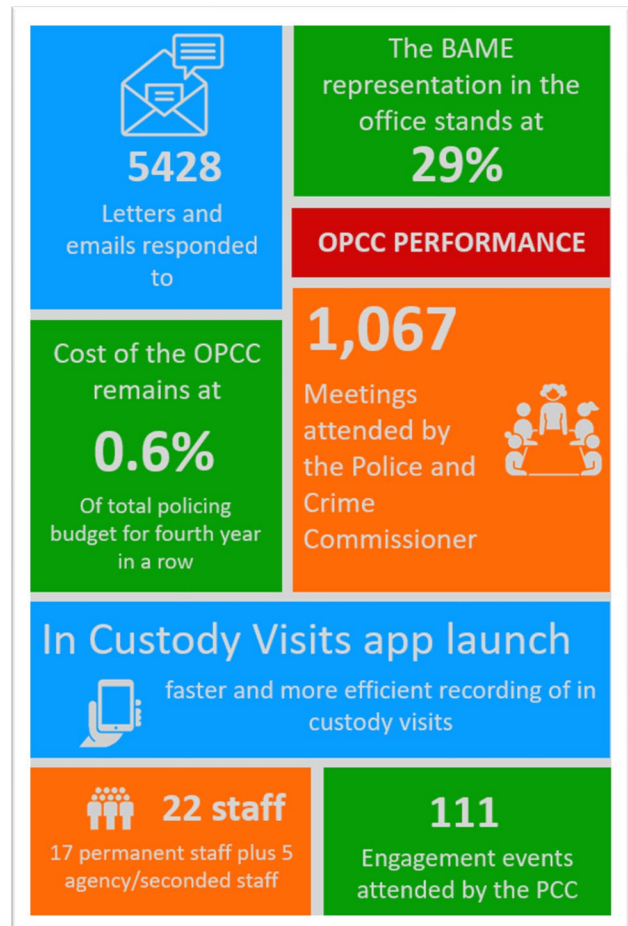 5428
Letters and
emails responded
to
The BAME
representation in the
office stands at
29%
OPCC PERFORMANCE
Cost of the OPCC
remains at
0.6%
Of total policing
budget for fourth year
in a row
1,067
Meetings
attended by
the Police and
Crime
Commissioner
In Custody Visits app launch
faster and more efficient recording of in
custody visits
22 staff
17 permanent staff plus 5
agency/seconded staff
111
Engagement events
attended by the PCC